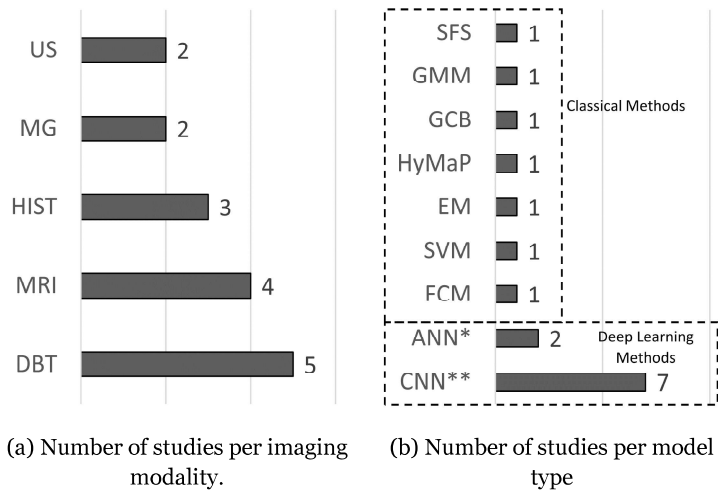 US 2
MG 2
HIST 3
MRI 4
DBT 5
(a) Number of studies per imaging
modality.
SFS 1
GMM 1
GCB 1
HyMaP 1
EM 1
SVM 1
FCM 1
Classical Methods
ANN* 2
CNN** 7
Deep Learning
Methods
(b) Number of studies per model
type